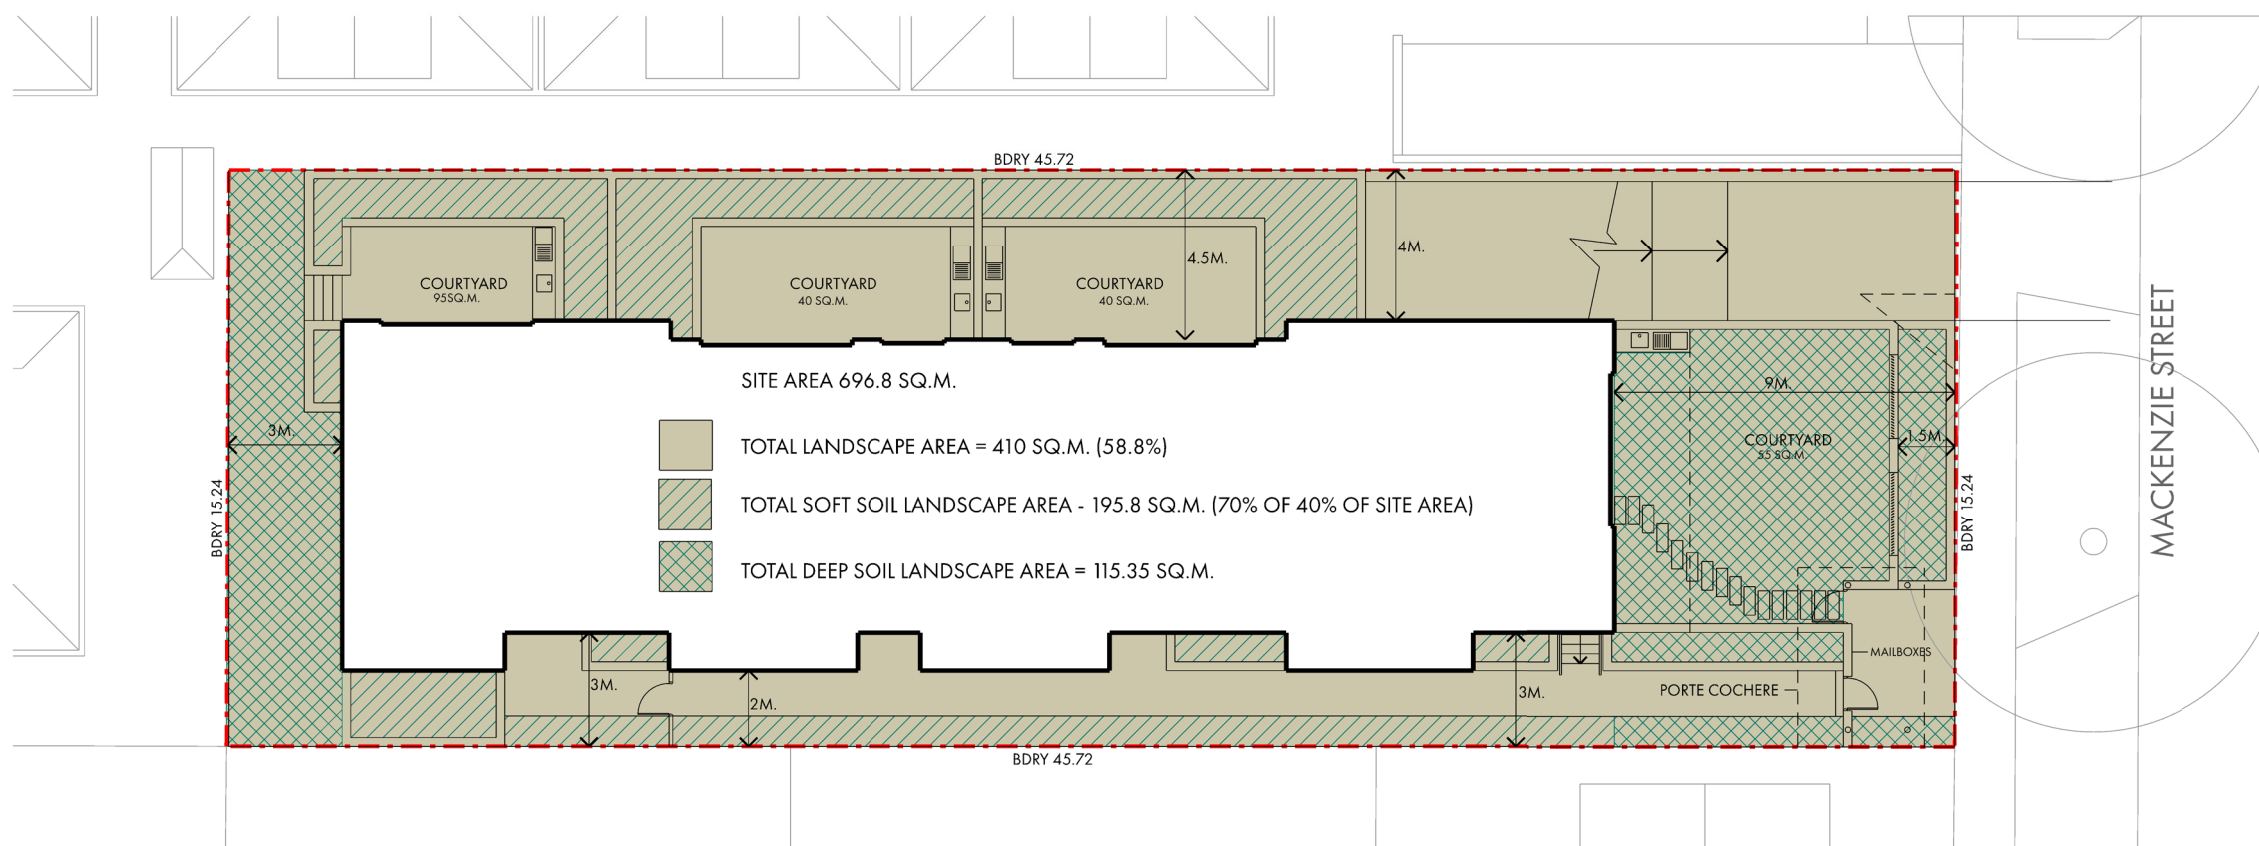 BDRY 45.72
4.5M.
4M.
COURTYARD
95SQ.M.
COURTYARD
40 SQ.M.
COURTYARD
40 SQ.M.
SITE AREA 696.8 SQ.M.
TOTAL LANDSCAPE AREA = 410 SQ.M. (58.8%)
TOTAL SOFT SOIL LANDSCAPE AREA - 195.8 SQ.M. (70% OF 40% OF SITE AREA)
TOTAL DEEP SOIL LANDSCAPE AREA = 115.35 SQ.M.
3M.
BDRY 15.24
9M.
COURTYARD
55 SQ.M.
1.5M.
BDRY 15.24
MACKENZIE STREET
MAILBOXES
PORTE COCHERE
3M.
2M.
3M.
BDRY 45.72